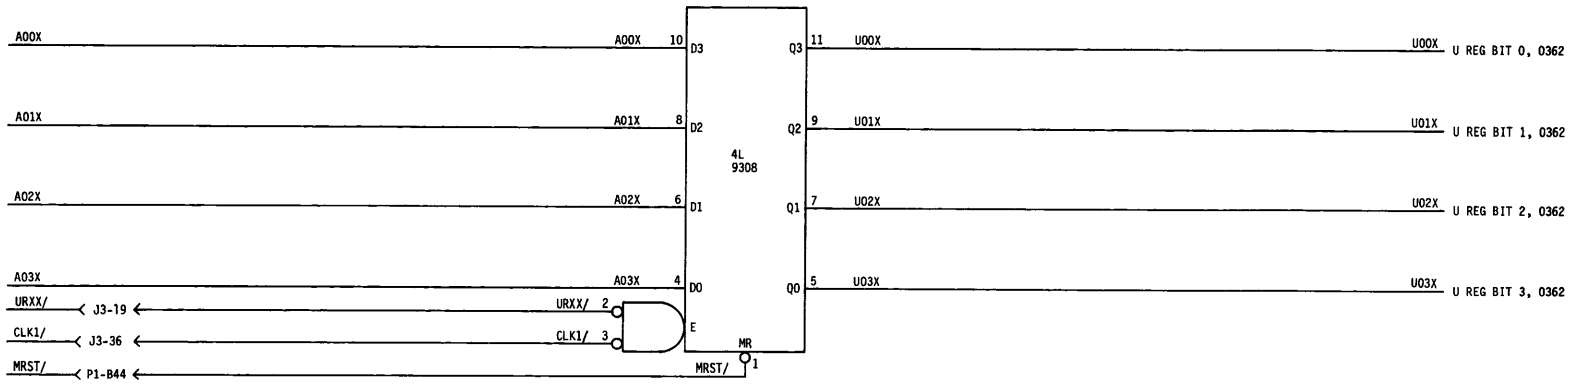 A00X A00X 10 D3 Q3 11 U00X U00X U REG BIT 0, 0362
A01X A01X 8 D2 Q2 9 U01X U01X U REG BIT 1, 0362
4L
9308
A02X A02X 6 D1 Q1 7 U02X U02X U REG BIT 2, 0362
A03X A03X 4 D0 Q0 5 U03X U03X U REG BIT 3, 0362
URXX/ J3-19 URXX/ 2
E
CLK1/ J3-36 CLK1/ 3
MR
MRST/ P1-B44 MRST/ 1